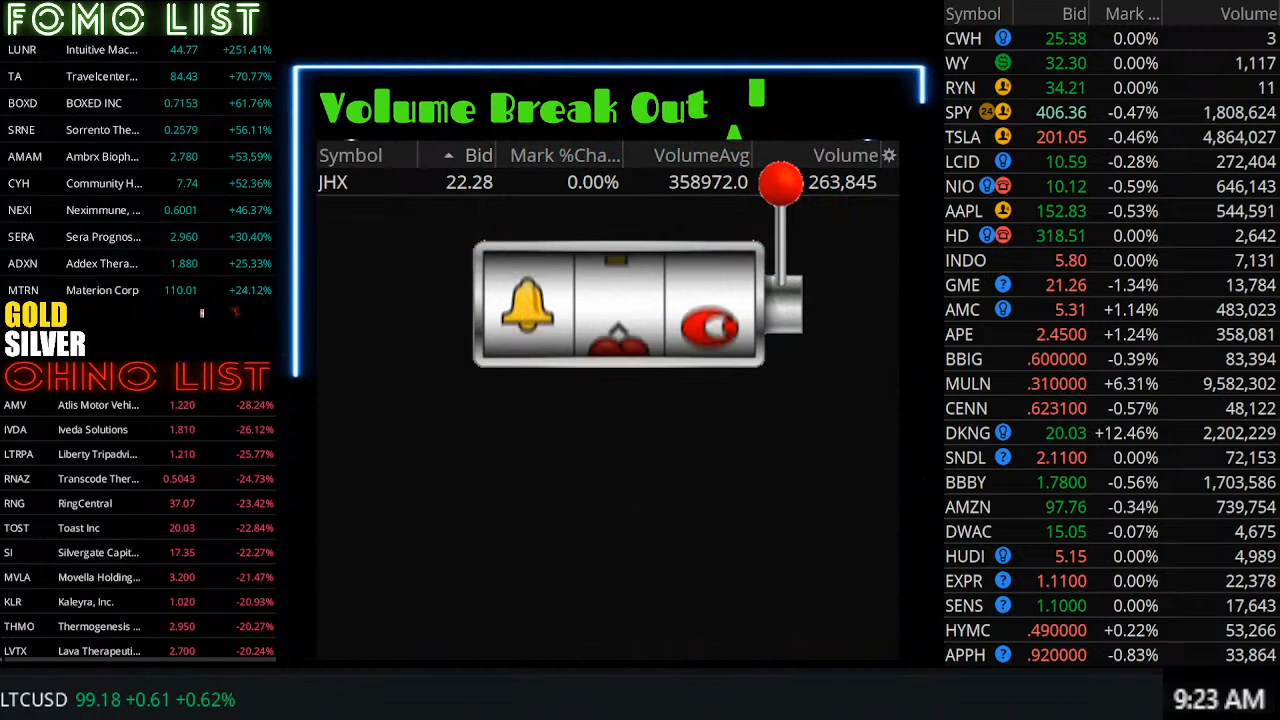 FOMO LIST
LUNR Intuitive Mac... 44.77 +251.41%
TA Travelcenter... 84.43 +70.77%
BOXD BOXED INC 0.7153 +61.76%
SRNE Sorrento The... 0.2579 +56.11%
AMAM Ambrx Bioph... 2.780 +53.59%
CYH Community H... 7.74 +52.36%
NEXI Neximmune, ... 0.6001 +46.37%
SERA Sera Prognos... 2.960 +30.40%
ADXN Addex Thera... 1.880 +25.33%
MTRN Materion Corp 110.01 +24.12%
GOLD
SILVER
OHNO LIST
AMV Atlis Motor Vehi... 1.220 -28.24%
IVDA Iveda Solutions 1.810 -26.12%
LTRPA Liberty Tripadvi... 1.210 -25.77%
RNAZ Transcode Ther... 0.5043 -24.73%
RNG RingCentral 37.07 -23.42%
TOST Toast Inc 20.03 -22.84%
SI Silvergate Capit... 17.35 -22.27%
MVLA Movella Holding... 3.200 -21.47%
KLR Kaleyra, Inc. 1.020 -20.93%
THMO Thermogenesis ... 2.950 -20.27%
LVTX Lava Therapeuti... 2.700 -20.24%
Volume Break Out
Symbol Bid Mark %Cha... VolumeAvg Volume
JHX 22.28 0.00% 358972.0 263,845
Symbol Bid Mark ... Volume
CWH 25.38 0.00% 3
WY 32.30 0.00% 1,117
RYN 34.21 0.00% 11
SPY 24 406.36 -0.47% 1,808,624
TSLA 201.05 -0.46% 4,864,027
LCID 10.59 -0.28% 272,404
NIO 10.12 -0.59% 646,143
AAPL 152.83 -0.53% 544,591
HD 318.51 0.00% 2,642
INDO 5.80 0.00% 7,131
GME 21.26 -1.34% 13,784
AMC 5.31 +1.14% 483,023
APE 2.4500 +1.14% 358,081
BBIG .600000 -0.39% 83,394
MULN .310000 +6.31% 9,582,302
CENN .623100 -0.57% 48,122
DKNG 20.03 +12.46% 2,202,229
SNDL 2.1100 0.00% 72,153
BBBY 1.7800 -0.56% 1,703,586
AMZN 97.76 -0.34% 739,754
DWAC 15.05 -0.07% 4,675
HUDI 5.15 0.00% 4,989
EXPR 1.1100 0.00% 22,378
SENS 1.1000 0.00% 17,643
HYMC .490000 +0.22% 53,266
APPH .920000 -0.83% 33,864
LTCUSD 99.18 +0.61 +0.62%
9:23 AM